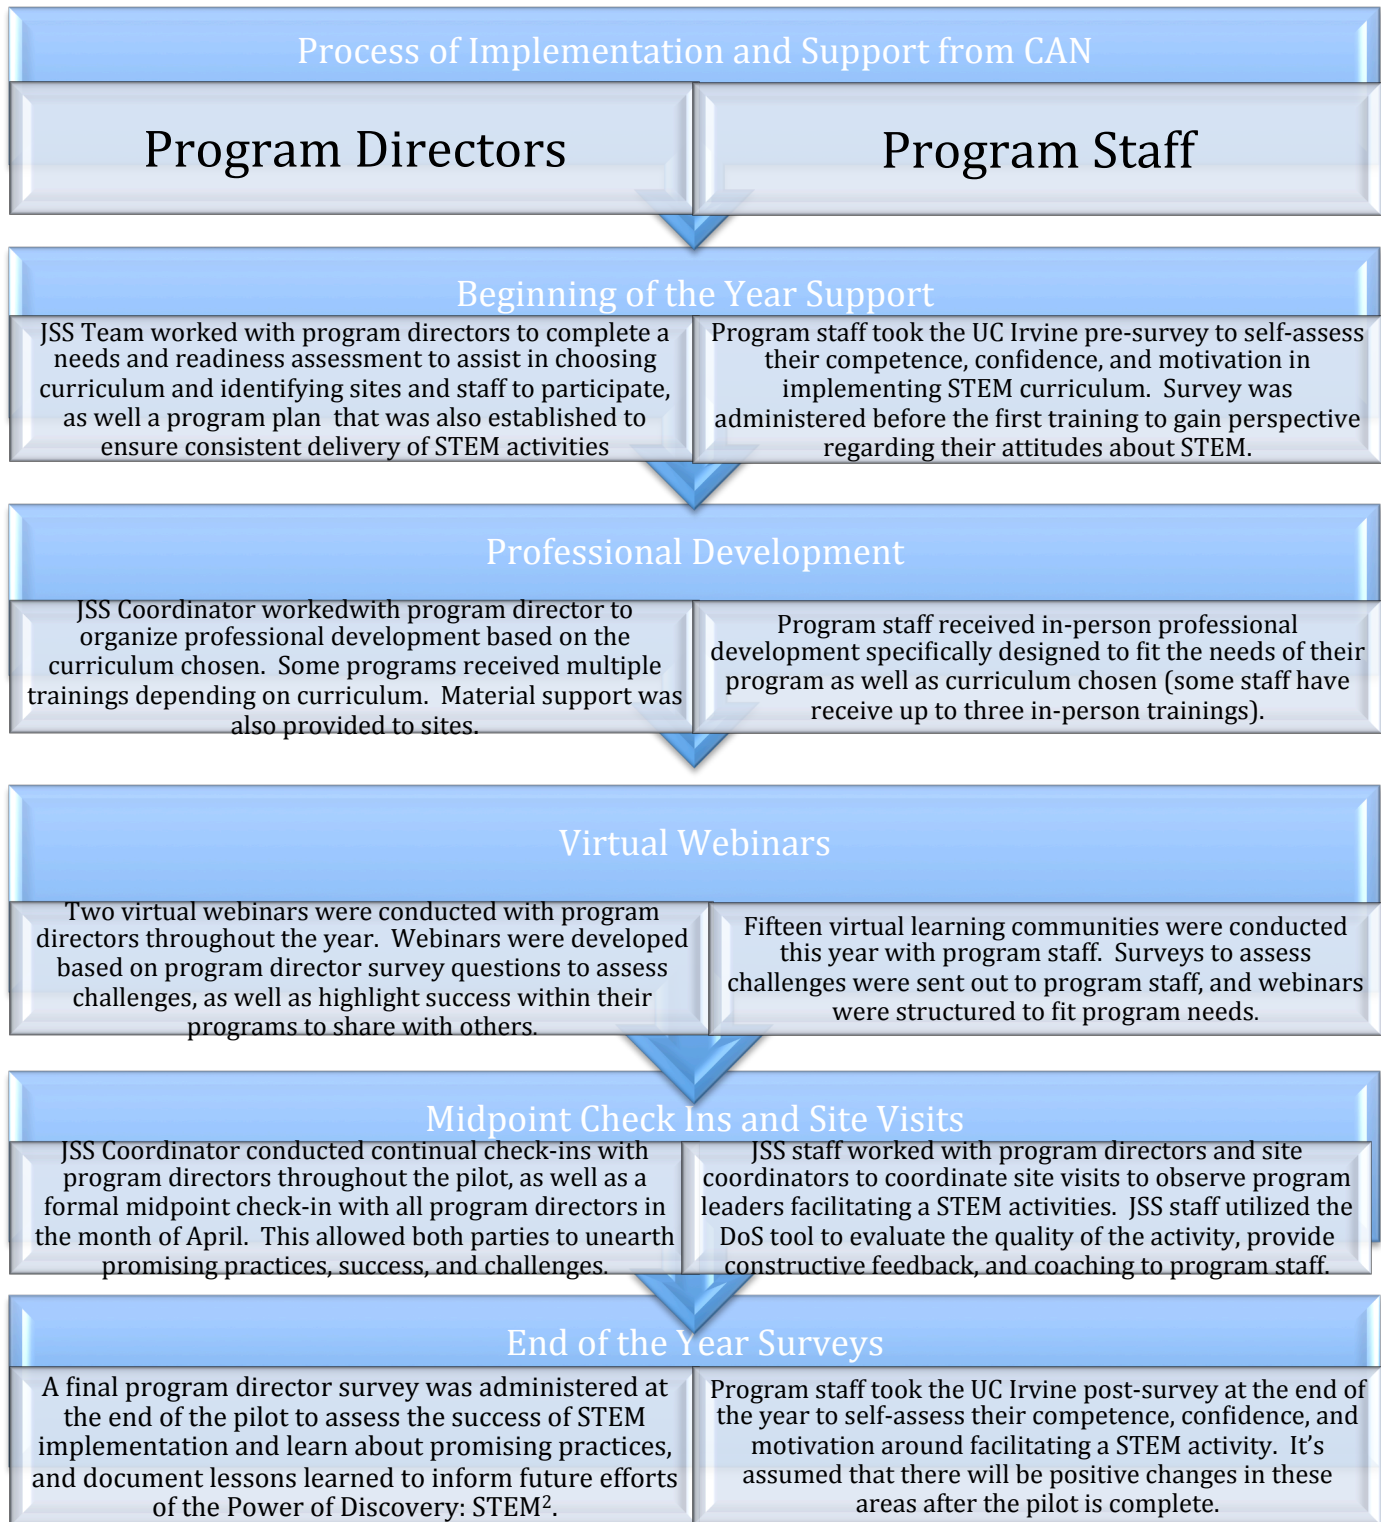 Process of Implementation and Support from CAN
Program Directors
Program Staff
Beginning of the Year Support
JSS Team worked with program directors to complete a
needs and readiness assessment to assist in choosing
curriculum and identifying sites and staff to participate,
as well a program plan  that was also established to
ensure consistent delivery of STEM activities
Program staff took the UC Irvine pre-survey to self-assess
their competence, confidence, and motivation in
implementing STEM curriculum.  Survey was
administered before the first training to gain perspective
regarding their attitudes about STEM.
Professional Development
JSS Coordinator workedwith program director to
organize professional development based on the
curriculum chosen.  Some programs received multiple
trainings depending on curriculum.  Material support was
also provided to sites.
Program staff received in-person professional
development specifically designed to fit the needs of their
program as well as curriculum chosen (some staff have
receive up to three in-person trainings).
Virtual Webinars
Two virtual webinars were conducted with program
directors throughout the year.  Webinars were developed
based on program director survey questions to assess
challenges, as well as highlight success within their
programs to share with others.
Fifteen virtual learning communities were conducted
this year with program staff.  Surveys to assess
challenges were sent out to program staff, and webinars
were structured to fit program needs.
Midpoint Check Ins and Site Visits
JSS Coordinator conducted continual check-ins with
program directors throughout the pilot, as well as a
formal midpoint check-in with all program directors in
the month of April.  This allowed both parties to unearth
promising practices, success, and challenges.
JSS staff worked with program directors and site
coordinators to coordinate site visits to observe program
leaders facilitating a STEM activities.  JSS staff utilized the
DoS tool to evaluate the quality of the activity, provide
constructive feedback, and coaching to program staff.
End of the Year Surveys
A final program director survey was administered at
the end of the pilot to assess the success of STEM
implementation and learn about promising practices,
and document lessons learned to inform future efforts
of the Power of Discovery: STEM².
Program staff took the UC Irvine post-survey at the end of
the year to self-assess their competence, confidence, and
motivation around facilitating a STEM activity.  It's
assumed that there will be positive changes in these
areas after the pilot is complete.